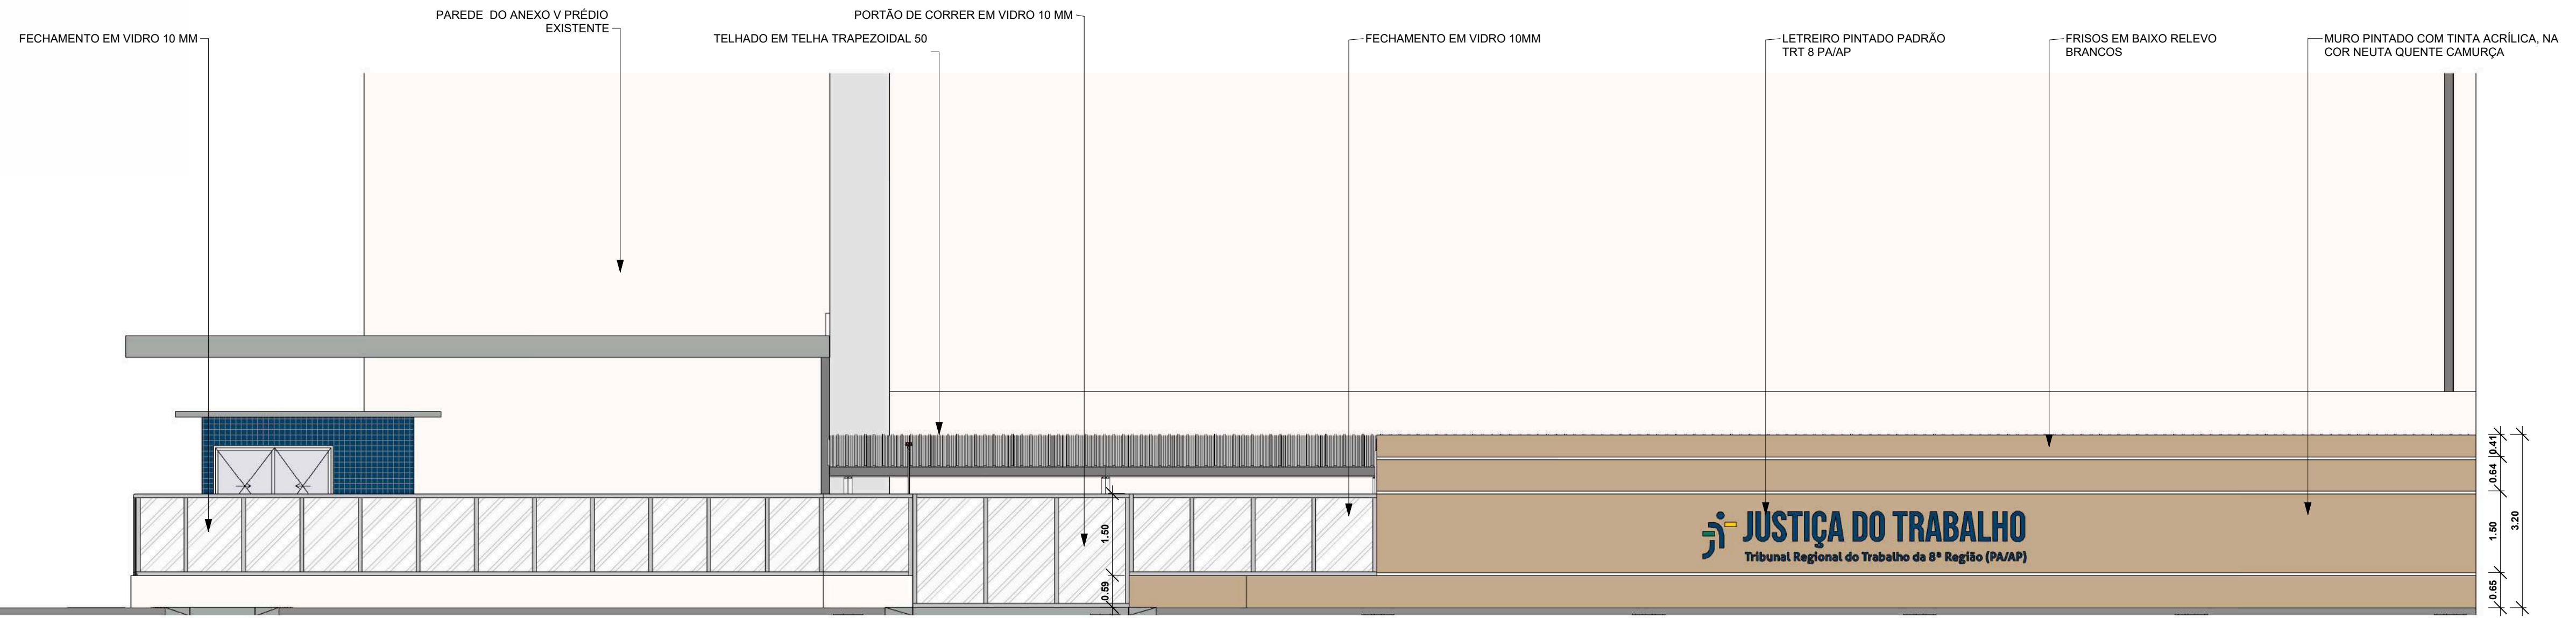 PAREDE  DO ANEXO V PRÉDIO
EXISTENTE
PORTÃO DE CORRER EM VIDRO 10 MM
FECHAMENTO EM VIDRO 10 MM
TELHADO EM TELHA TRAPEZOIDAL 50
FECHAMENTO EM VIDRO 10MM
LETREIRO PINTADO PADRÃO
TRT 8 PA/AP
FRISOS EM BAIXO RELEVO
BRANCOS
MURO PINTADO COM TINTA ACRÍLICA, NA
COR NEUTA QUENTE CAMURÇA
1.50
0.59
JUSTIÇA DO TRABALHO
Tribunal Regional do Trabalho da 8ª Região (PA/AP)
0.41
0.64
1.50
0.65
3.20